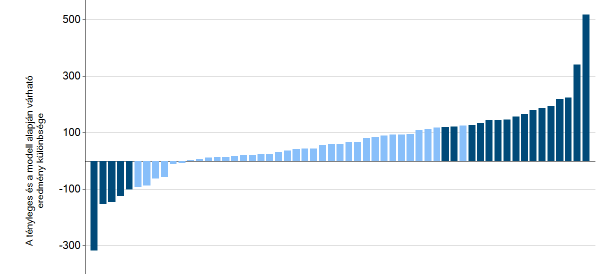 500
300
100
-100
-300
A tényleges és a modell alapján várható
eredmény különbsége